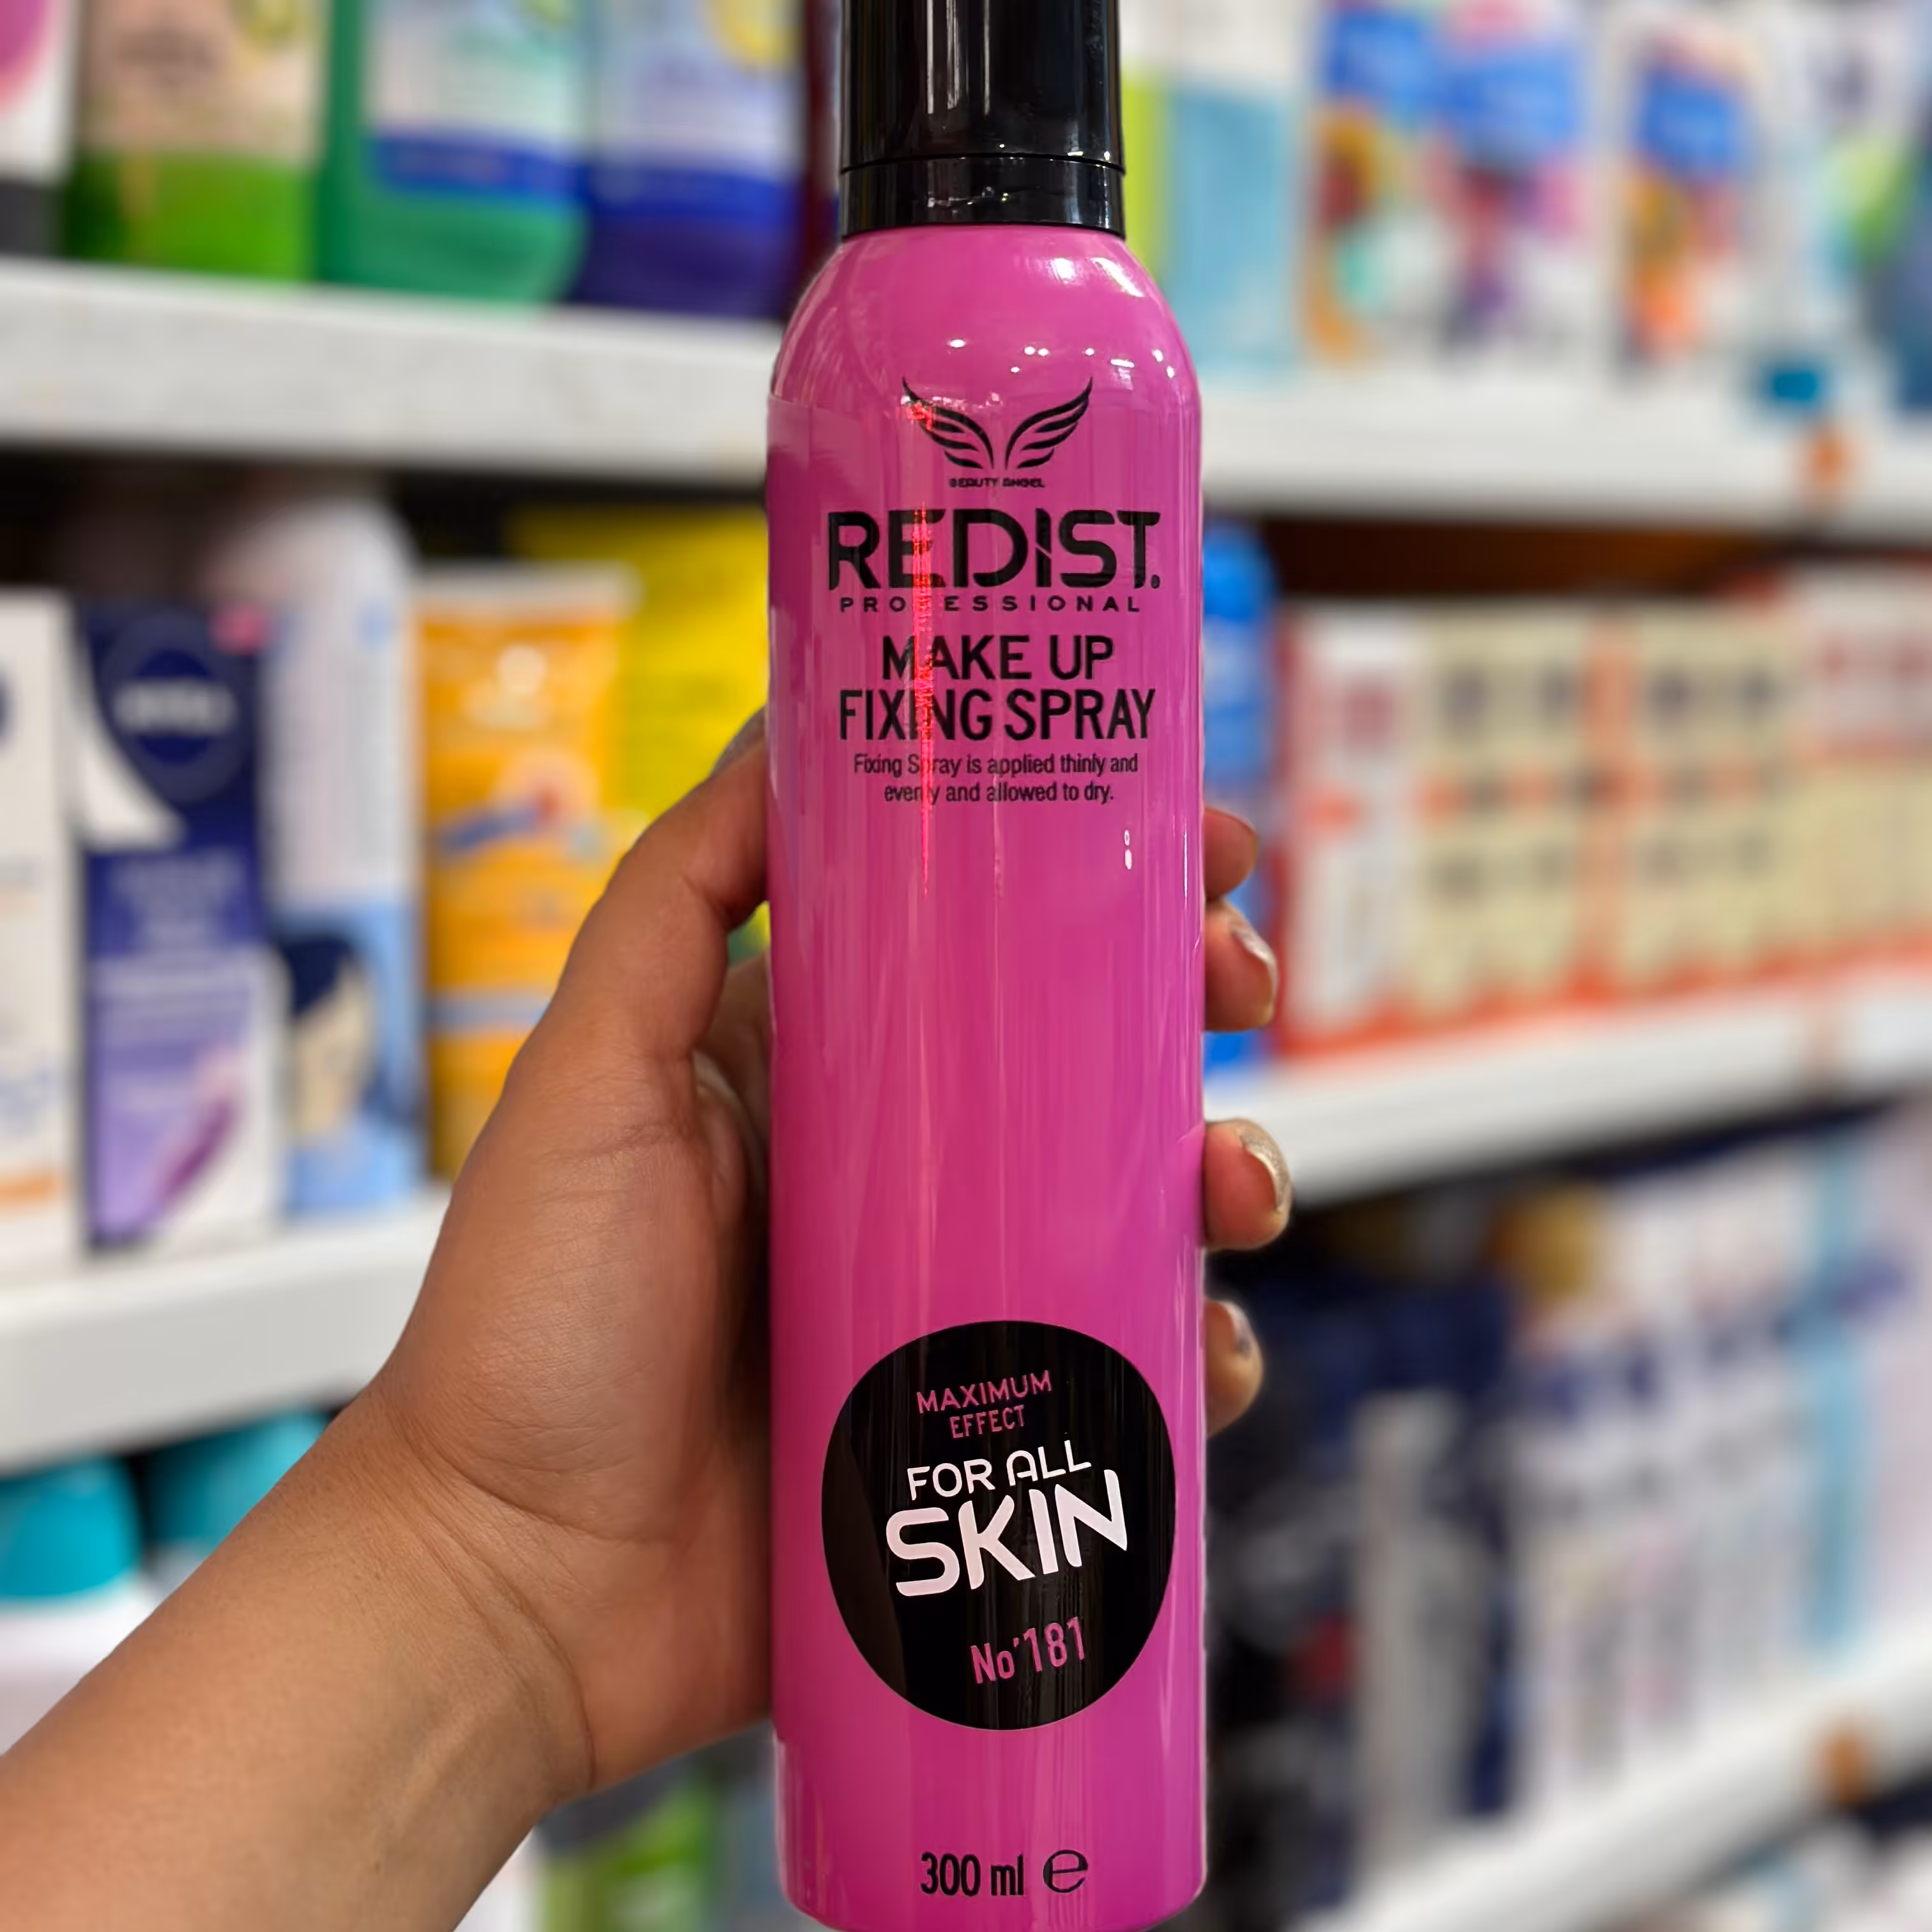 BEAUTY ANGEL
REDIST.
PROFESSIONAL
MAKE UP
FIXING SPRAY
Fixing Spray is applied thinly and
evenly and allowed to dry.
MAXIMUM
EFFECT
FOR ALL
SKIN
No'181
300 ml e